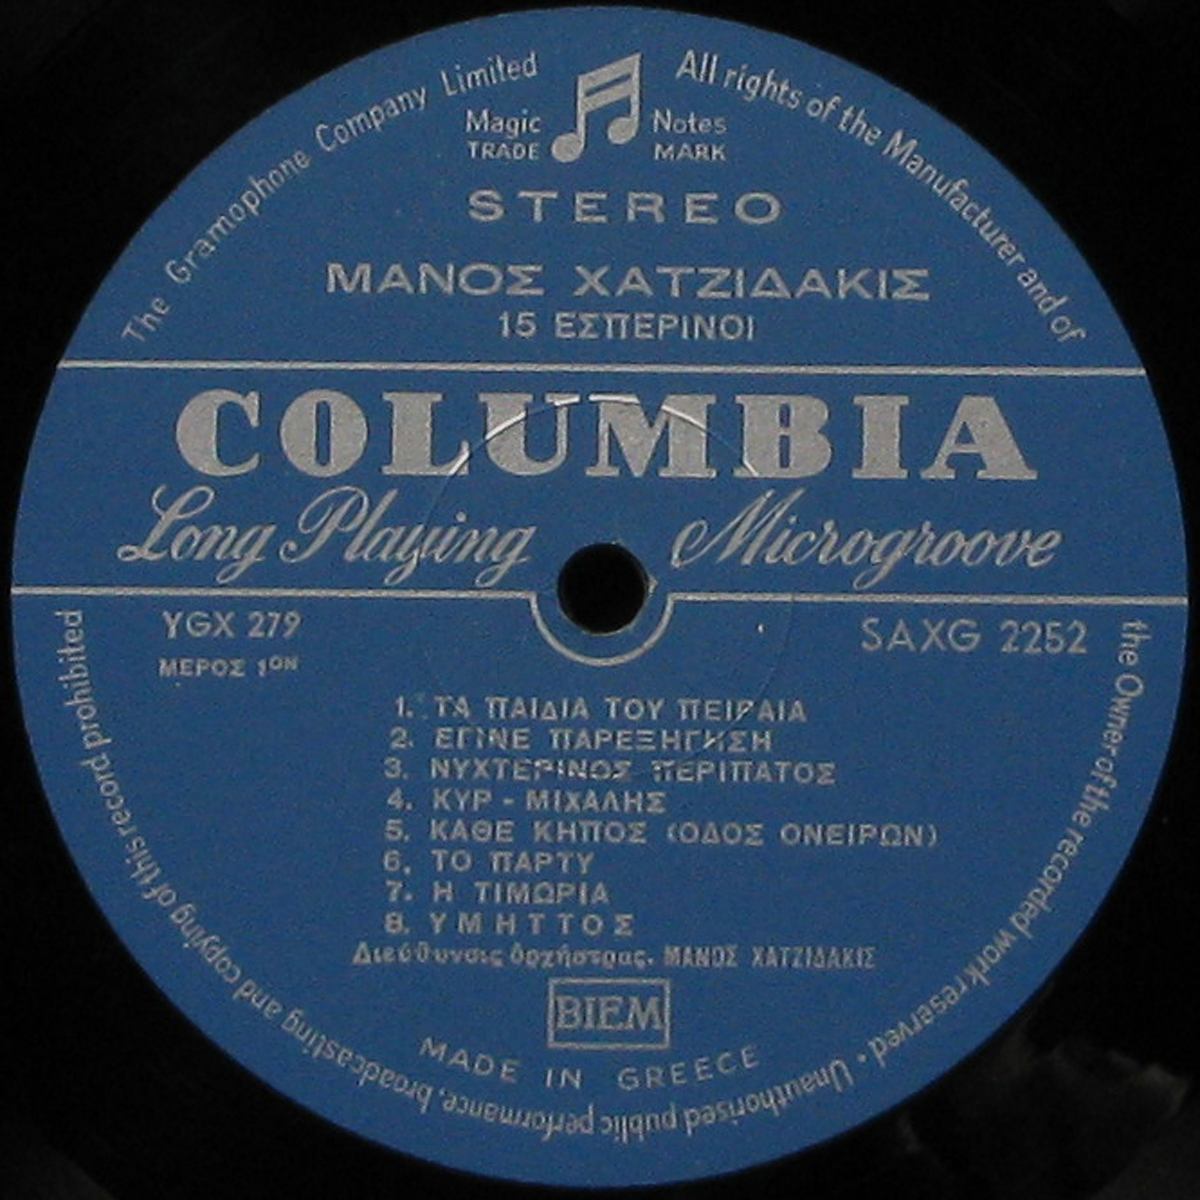 The Gramophone Company Limited
All rights of the Manufacturer and of
the Owner of the recorded work reserved • Unauthorised public performance, broadcasting and copying of this record prohibited
Magic Notes
TRADE MARK
STEREO
ΜΑΝΟΣ ΧΑΤΖΙΔΑΚΙΣ
15 ΕΣΠΕΡΙΝΟΙ
COLUMBIA
Long Playing Microgroove
YGX 279
SAXG 2252
ΜΕΡΟΣ 1ΟΝ
1. ΤΑ ΠΑΙΔΙΑ ΤΟΥ ΠΕΙΡΑΙΑ
2. ΕΓΙΝΕ ΠΑΡΕΞΗΓΗΣΗ
3. ΝΥΧΤΕΡΙΝΟΣ ΠΕΡΙΠΑΤΟΣ
4. ΚΥΡ - ΜΙΧΑΛΗΣ
5. ΚΑΘΕ ΚΗΠΟΣ (ΟΔΟΣ ΟΝΕΙΡΩΝ)
6. ΤΟ ΠΑΡΤΥ
7. Η ΤΙΜΩΡΙΑ
8. ΥΜΗΤΤΟΣ
Διεύθυνσις ὀρχήστρας. ΜΑΝΟΣ ΧΑΤΖΙΔΑΚΙΣ
BIEM
MADE IN GREECE